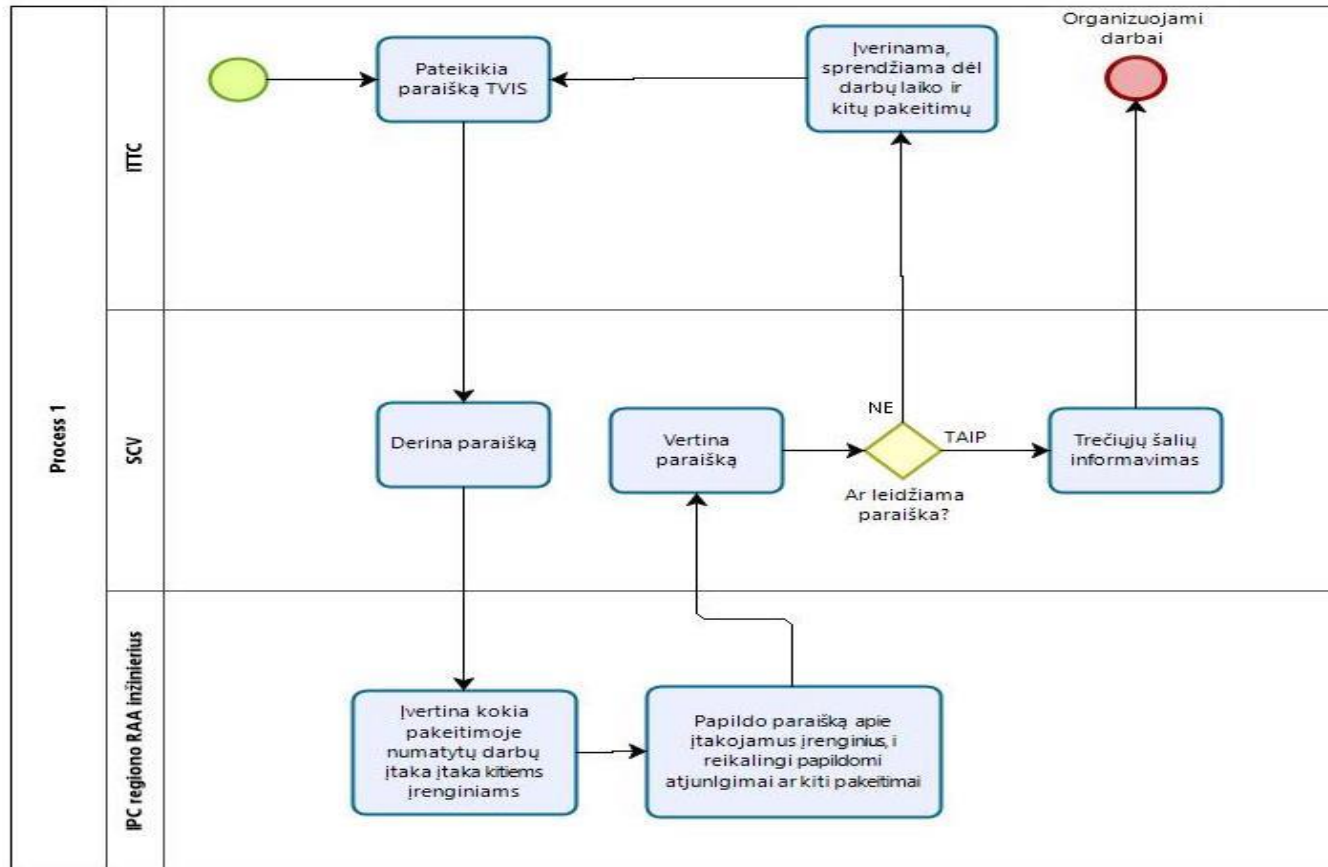 Process 1
ITTC
Pateikikia
paraišką TVIS
Įverinama,
sprendžiama dėl
darbų laiko ir
kitų pakeitimų
Organizuojami
darbai
SCV
Derina paraišką
Vertina
paraišką
NE
TAIP
Ar leidžiama
paraiška?
Trečiųjų šalių
informavimas
IPC regiono RAA inžinierius
Įvertina kokia
pakeitimoje
numatytų darbų
įtaka įtaka kitiems
įrenginiams
Papildo paraišką apie
įtakojamus įrenginius, i
reikalingi papildomi
atjunlgimai ar kiti pakeitimai